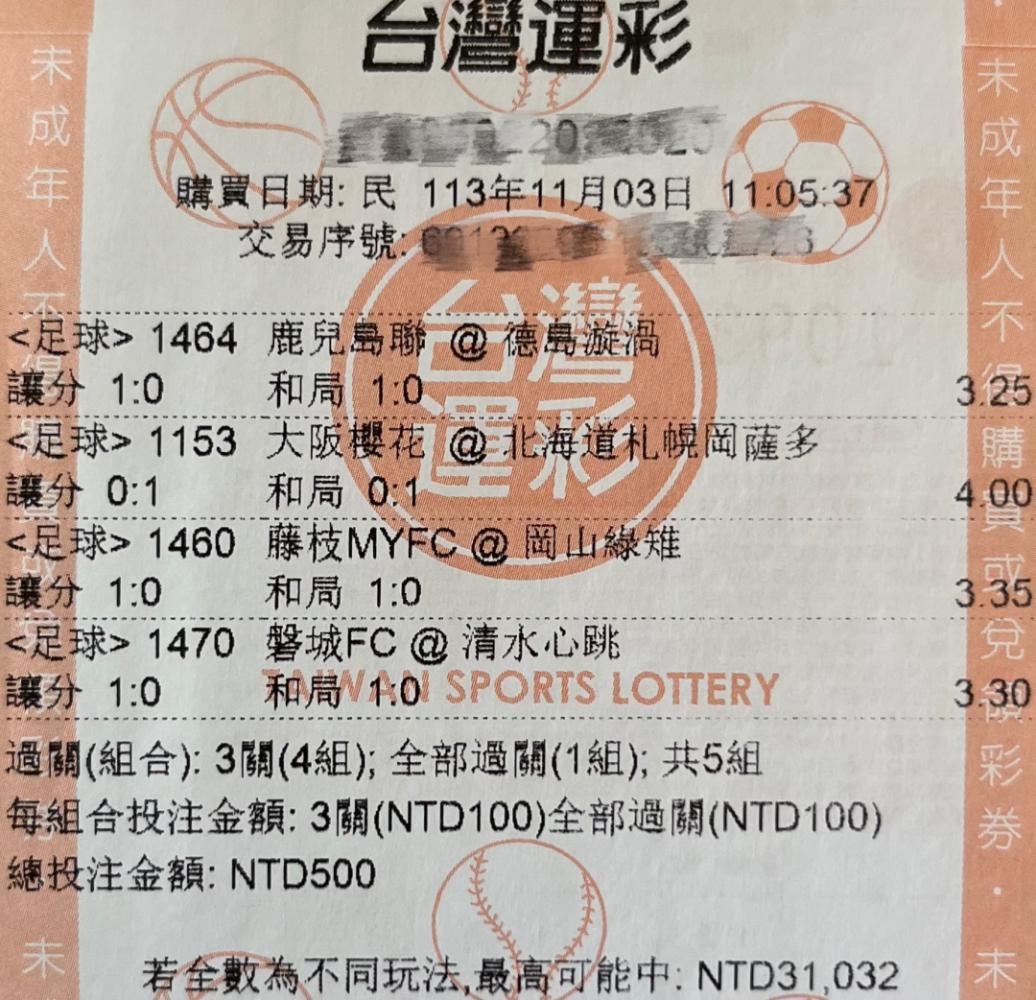 台灣運彩
購買日期: 民 113年11月03日 11:05:37
交易序號:
<足球> 1464 鹿兒島聯 @ 德島漩渦
讓分 1:0 和局 1:0 3.25
<足球> 1153 大阪櫻花 @ 北海道札幌岡薩多
讓分 0:1 和局 0:1 4.00
<足球> 1460 藤枝MYFC @ 岡山綠雉
讓分 1:0 和局 1:0 3.35
<足球> 1470 磐城FC @ 清水心跳
讓分 1:0 和局 1:0 3.30
過關(組合): 3關(4組); 全部過關(1組); 共5組
每組合投注金額: 3關(NTD100)全部過關(NTD100)
總投注金額: NTD500
若全數為不同玩法,最高可能中: NTD31,032
台灣運彩
TAIWAN SPORTS LOTTERY
未成年人不得
未
未成年人不得購買或兌領彩券・未